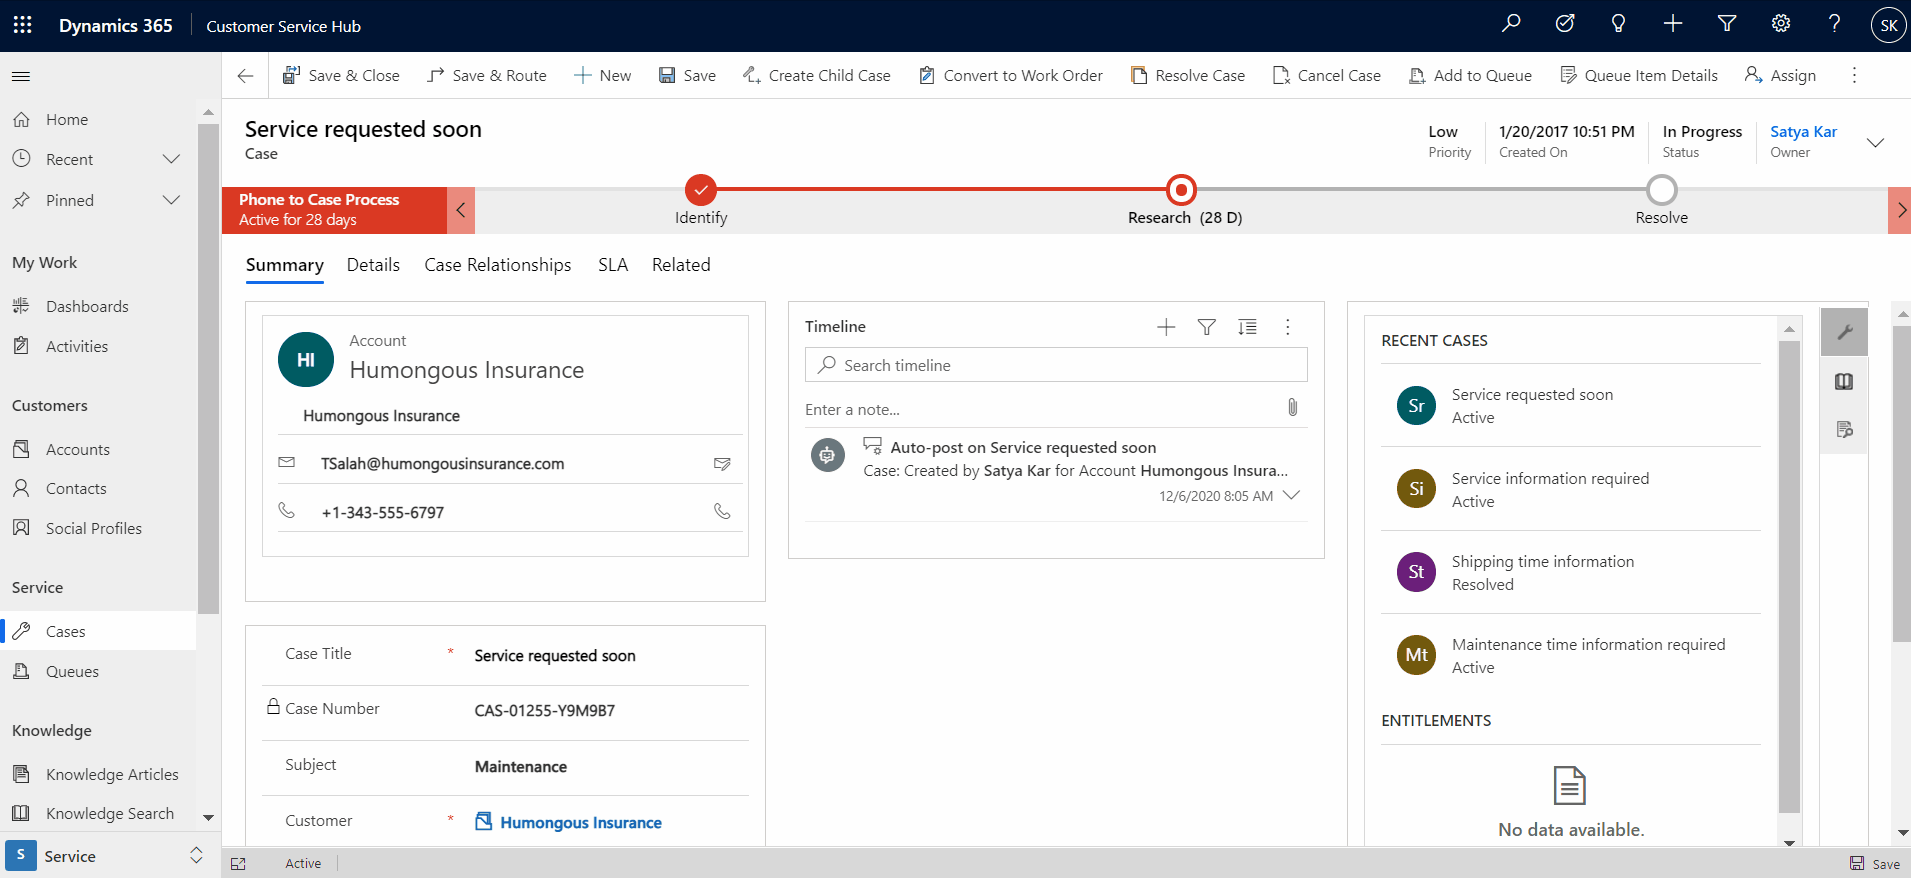 Dynamics 365
Customer Service Hub
SK
Save & Close
Save & Route
New
Save
Create Child Case
Convert to Work Order
Resolve Case
Cancel Case
Add to Queue
Queue Item Details
Assign
Home
Recent
Pinned
My Work
Dashboards
Activities
Customers
Accounts
Contacts
Social Profiles
Service
Cases
Queues
Knowledge
Knowledge Articles
Knowledge Search
S
Service
Service requested soon
Case
Low
Priority
1/20/2017 10:51 PM
Created On
In Progress
Status
Satya Kar
Owner
Phone to Case Process
Active for 28 days
Identify
Research (28 D)
Resolve
Summary
Details
Case Relationships
SLA
Related
HI
Account
Humongous Insurance
Humongous Insurance
TSalah@humongousinsurance.com
+1-343-555-6797
Case Title * Service requested soon
Case Number CAS-01255-Y9M9B7
Subject Maintenance
Customer * Humongous Insurance
Timeline
Search timeline
Enter a note...
Auto-post on Service requested soon
Case: Created by Satya Kar for Account Humongous Insura...
12/6/2020 8:05 AM
RECENT CASES
Sr
Service requested soon
Active
Si
Service information required
Active
St
Shipping time information
Resolved
Mt
Maintenance time information required
Active
ENTITLEMENTS
No data available.
Active
Save